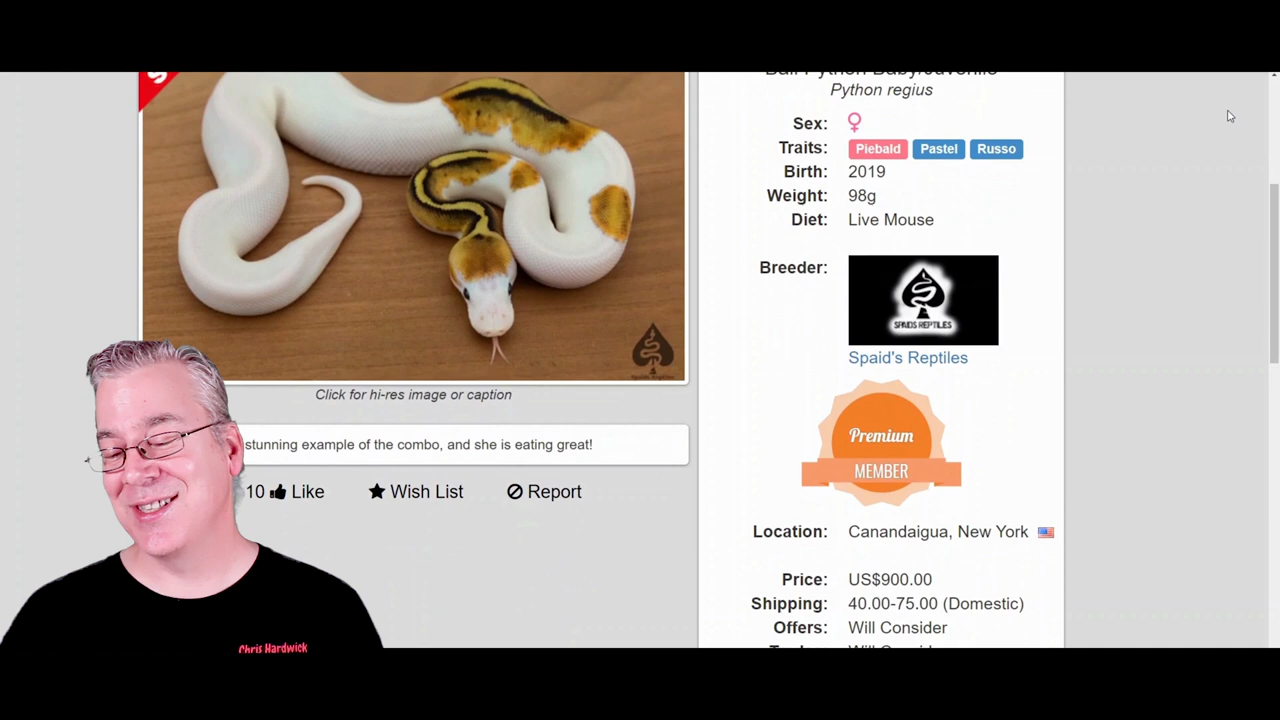 Python regius
Sex: ♀
Traits: Piebald Pastel Russo
Birth: 2019
Weight: 98g
Diet: Live Mouse
Breeder:
SPAIDS REPTILES
Spaid's Reptiles
Premium
MEMBER
Location: Canandaigua, New York
Price: US$900.00
Shipping: 40.00-75.00 (Domestic)
Offers: Will Consider
Click for hi-res image or caption
stunning example of the combo, and she is eating great!
10 Like Wish List Report
Chris Hardwick